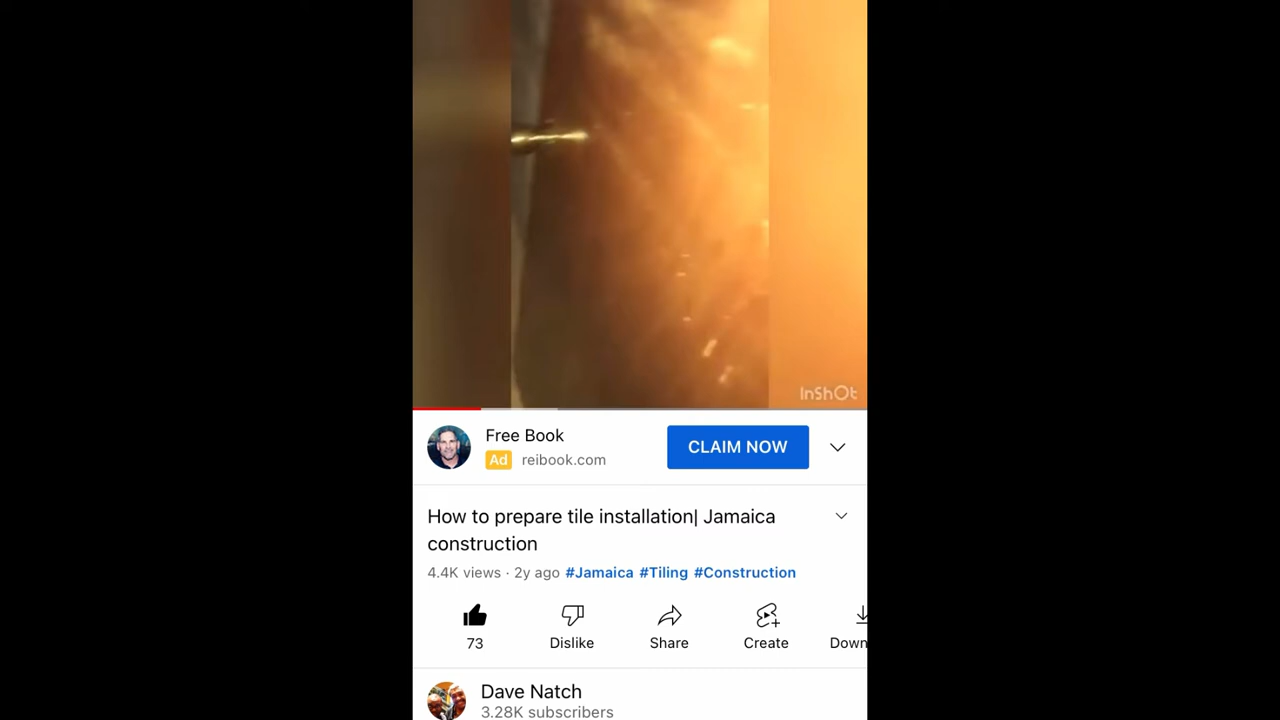 InShOt
Free Book
CLAIM NOW
Ad reibook.com
How to prepare tile installation| Jamaica
construction
4.4K views · 2y ago #Jamaica #Tiling #Construction
73 Dislike Share Create Down
Dave Natch
3.28K subscribers